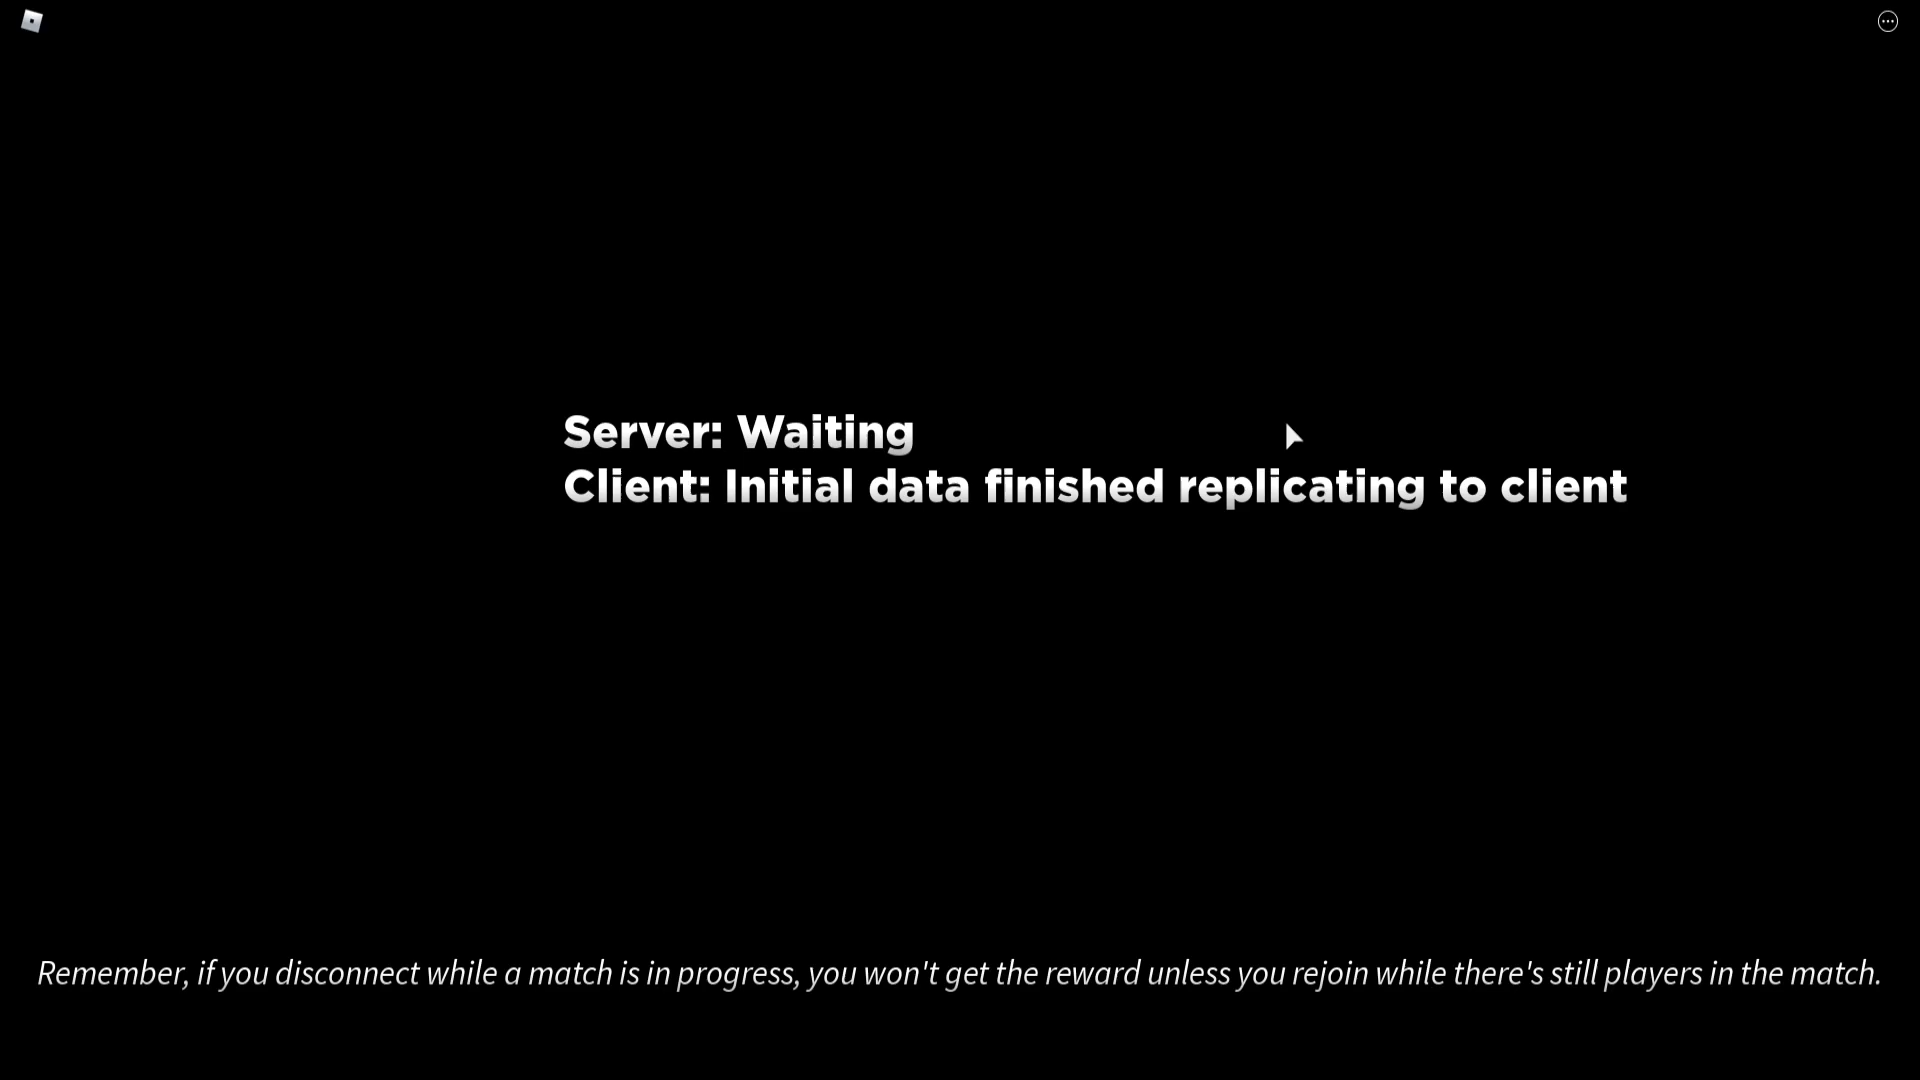 Server: Waiting
Client: Initial data finished replicating to client
Remember, if you disconnect while a match is in progress, you won't get the reward unless you rejoin while there's still players in the match.